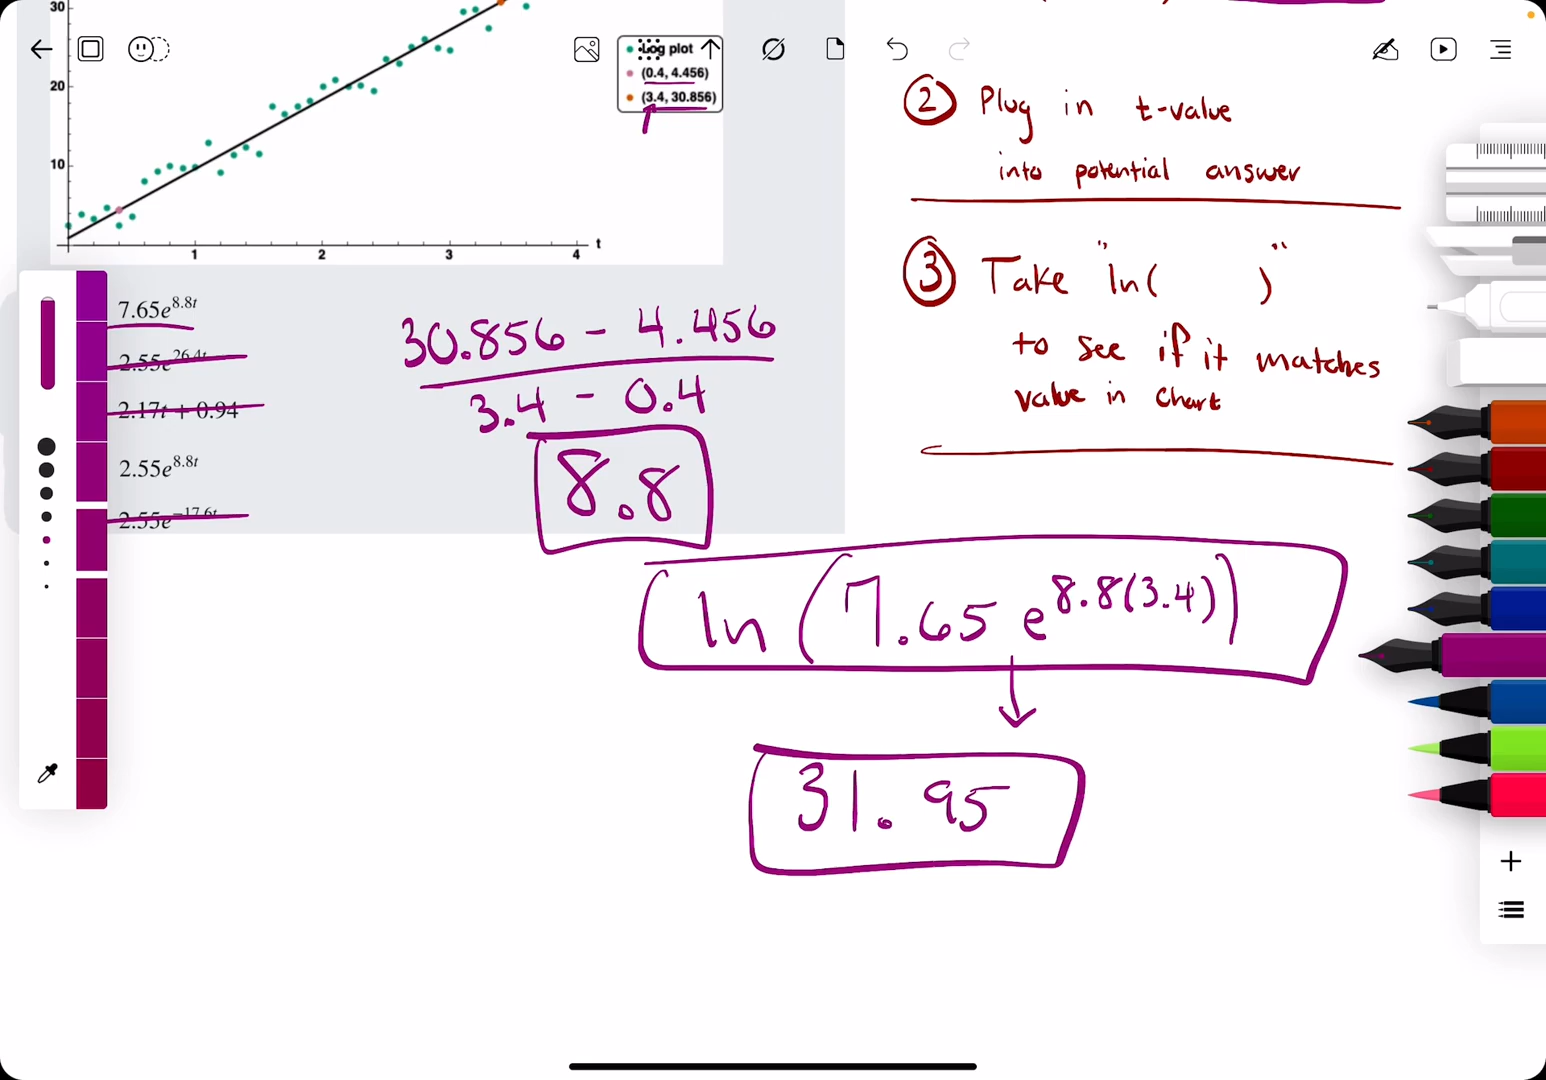 30
20
10
1
2
3
4
t
Log plot
(0.4, 4.456)
(3.4, 30.856)
② Plug in t-value
into potential answer
③ Take "ln( )"
to see if it matches
value in chart
7.65e^{8.8t}
2.55e^{26.4t}
2.17t + 0.94
2.55e^{8.8t}
2.55e^{-17.6t}
30.856 - 4.456
3.4 - 0.4
8.8
ln(7.65 e^{8.8(3.4)})
31.95